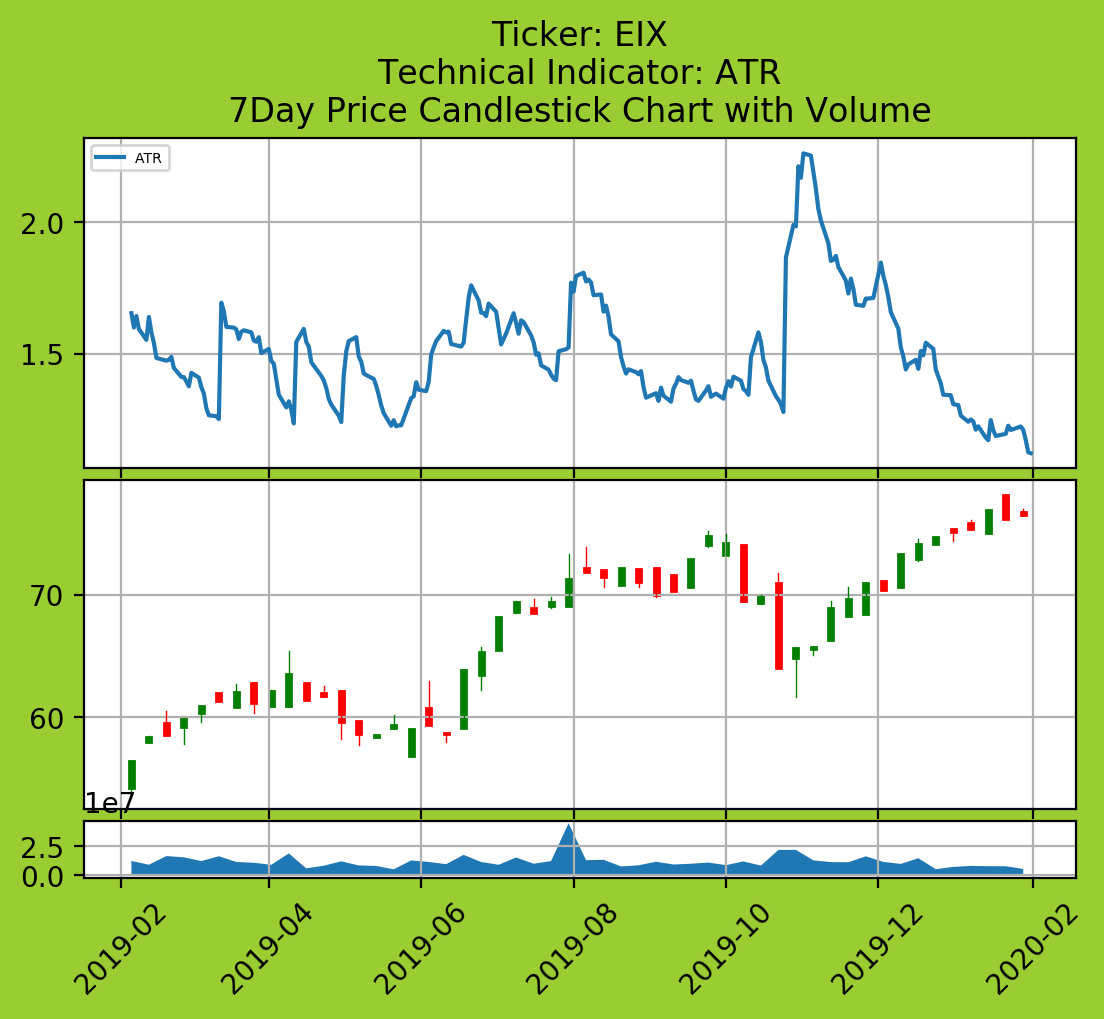 Ticker: EIX
Technical Indicator: ATR
7Day Price Candlestick Chart with Volume
ATR
2.0
1.5
70
60
1e7
2.5
0.0
2019-02
2019-04
2019-06
2019-08
2019-10
2019-12
2020-02